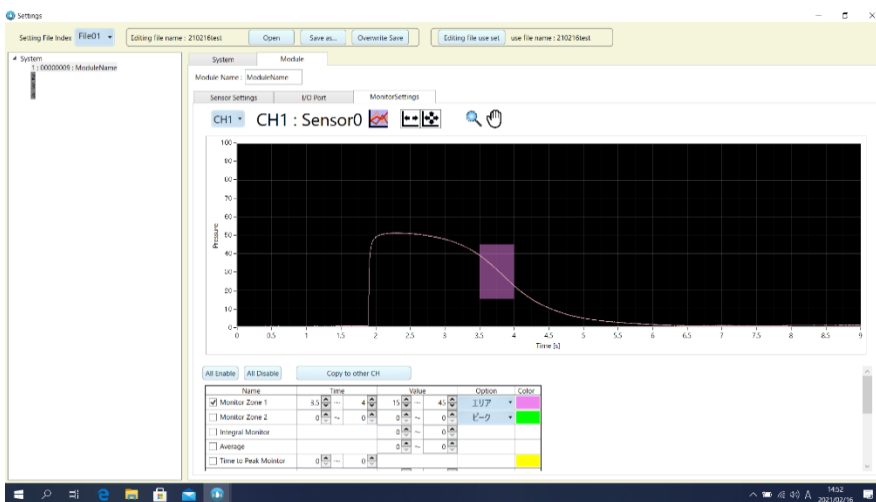 Settings
Setting File Index File01 Editing file name : 210216test Open Save as... Overwrite Save Editing file use set use file name : 210216test
System
1 : 00000009 : ModuleName
System Module
Module Name : ModuleName
Sensor Settings I/O Port MonitorSettings
CH1 CH1 : Sensor0
100
90
80
70
60
50
40
30
20
10
0
Pressure
0 0.5 1 1.5 2 2.5 3 3.5 4 4.5 5 5.5 6 6.5 7 7.5 8 8.5 9
Time [s]
All Enable All Disable Copy to other CH
Name Time Value Option Color
Monitor Zone 1 3.5 ~ 4 15 ~ 45 エリア
Monitor Zone 2 0 ~ 0 0 ~ 0 ピーク
Integral Monitor 0 ~ 0
Average 0 ~ 0
Time to Peak Mointor 0 ~ 0
14:52
A 2021/02/16